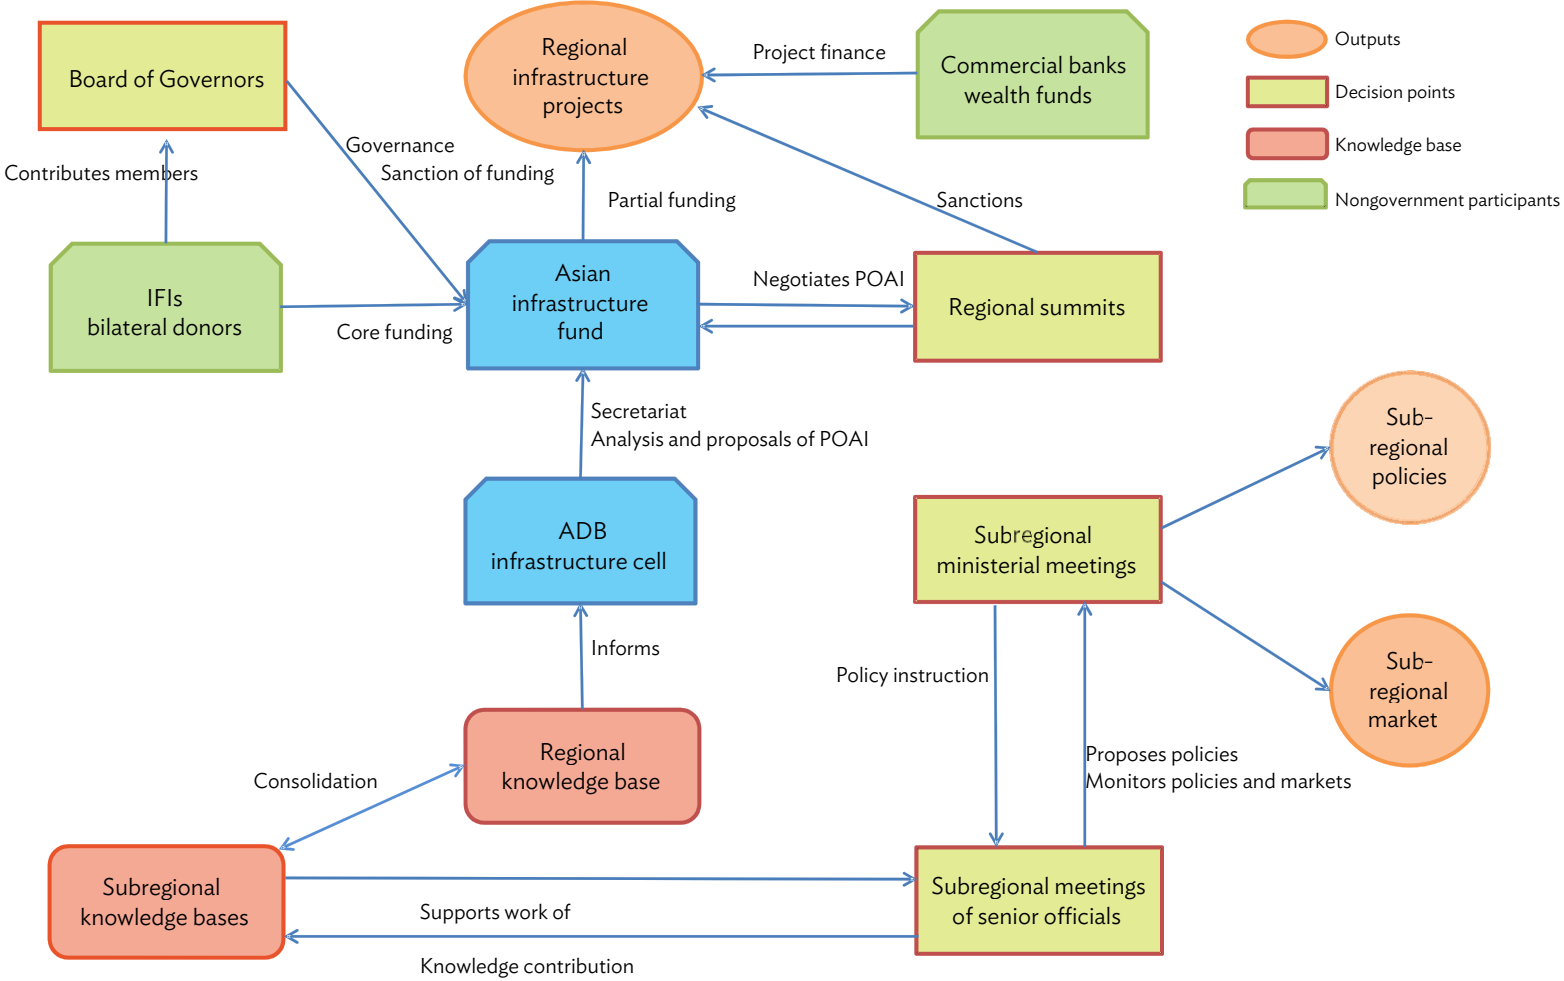 Board of Governors
Regional
infrastructure
projects
Project finance
Commercial banks
wealth funds
Outputs
Decision points
Knowledge base
Nongovernment participants
Governance
Sanction of funding
Contributes members
Partial funding
Sanctions
IFIs
bilateral donors
Core funding
Asian
infrastructure
fund
Negotiates POAI
Regional summits
Secretariat
Analysis and proposals of POAI
Sub-
regional
policies
ADB
infrastructure cell
Subregional
ministerial meetings
Informs
Policy instruction
Sub-
regional
market
Regional
knowledge base
Proposes policies
Monitors policies and markets
Consolidation
Subregional
knowledge bases
Supports work of
Knowledge contribution
Subregional meetings
of senior officials